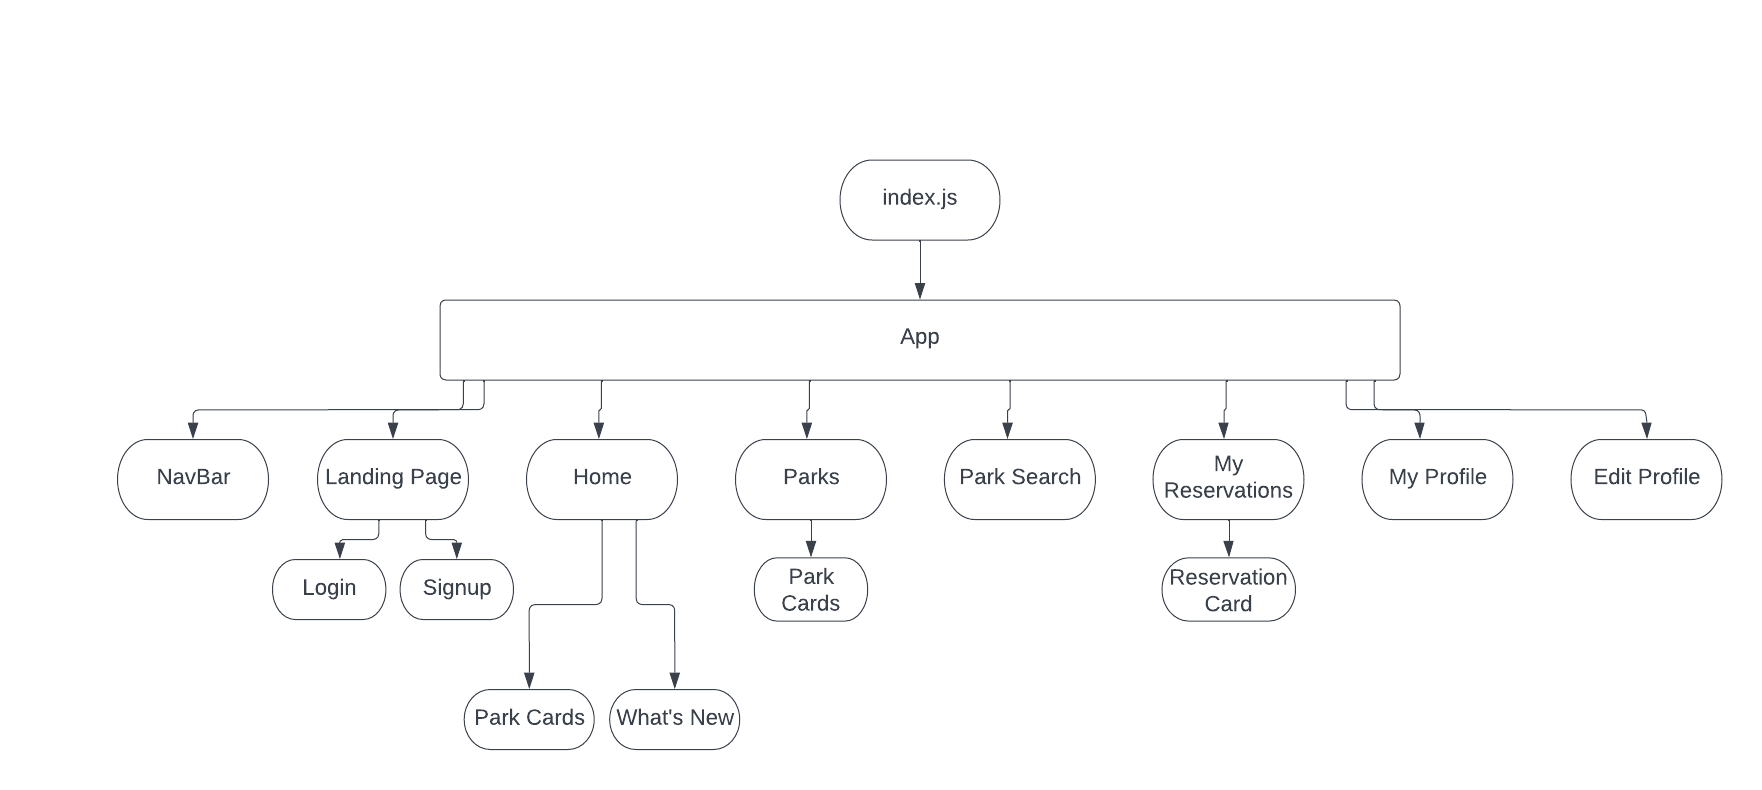 index.js
App
NavBar
Landing Page
Home
Parks
Park Search
My
Reservations
My Profile
Edit Profile
Login
Signup
Park
Cards
Reservation
Card
Park Cards
What's New